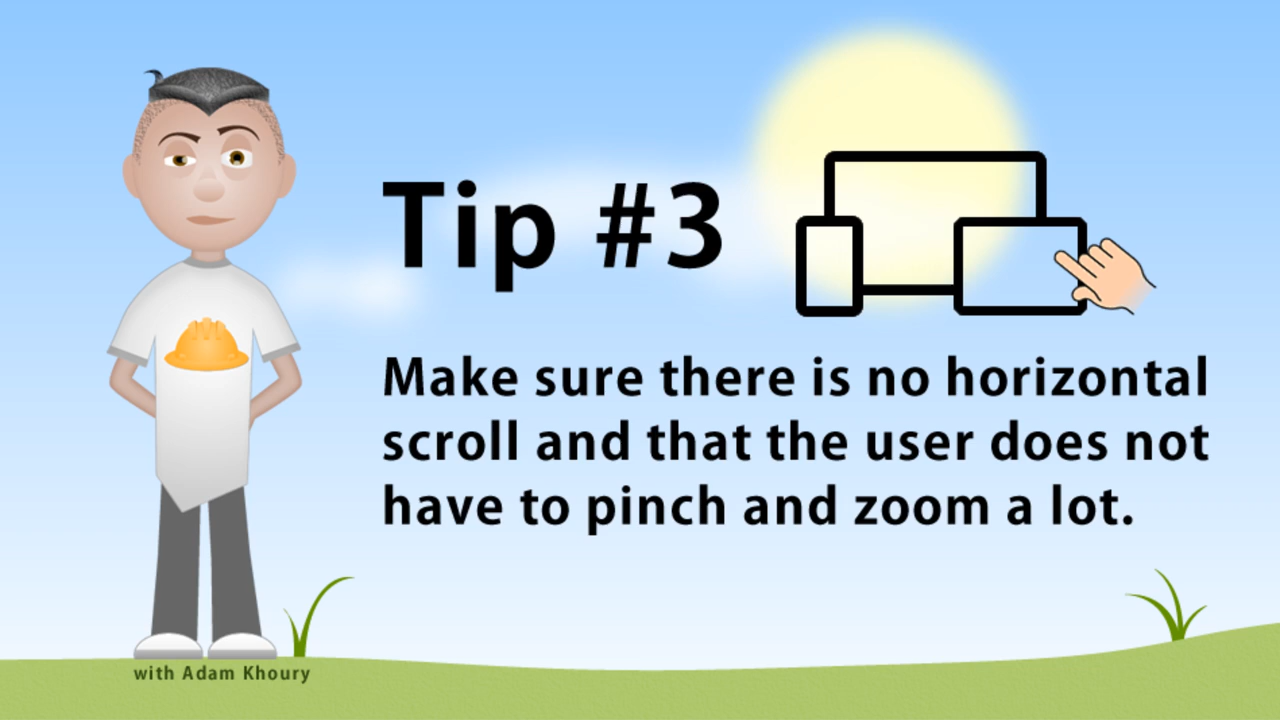 Tip #3
Make sure there is no horizontal
scroll and that the user does not
have to pinch and zoom a lot.
with Adam Khoury